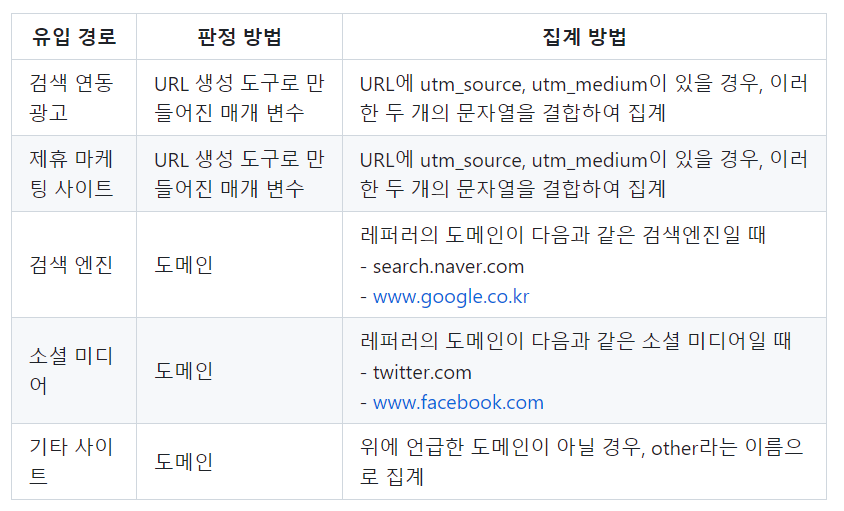 유입 경로
판정 방법
집계 방법
검색 연동
광고
URL 생성 도구로 만
들어진 매개 변수
URL에 utm_source, utm_medium이 있을 경우, 이러
한 두 개의 문자열을 결합하여 집계
제휴 마케
팅 사이트
URL 생성 도구로 만
들어진 매개 변수
URL에 utm_source, utm_medium이 있을 경우, 이러
한 두 개의 문자열을 결합하여 집계
검색 엔진
도메인
레퍼러의 도메인이 다음과 같은 검색엔진일 때
- search.naver.com
- www.google.co.kr
소셜 미디
어
도메인
레퍼러의 도메인이 다음과 같은 소셜 미디어일 때
- twitter.com
- www.facebook.com
기타 사이
트
도메인
위에 언급한 도메인이 아닐 경우, other라는 이름으
로 집계